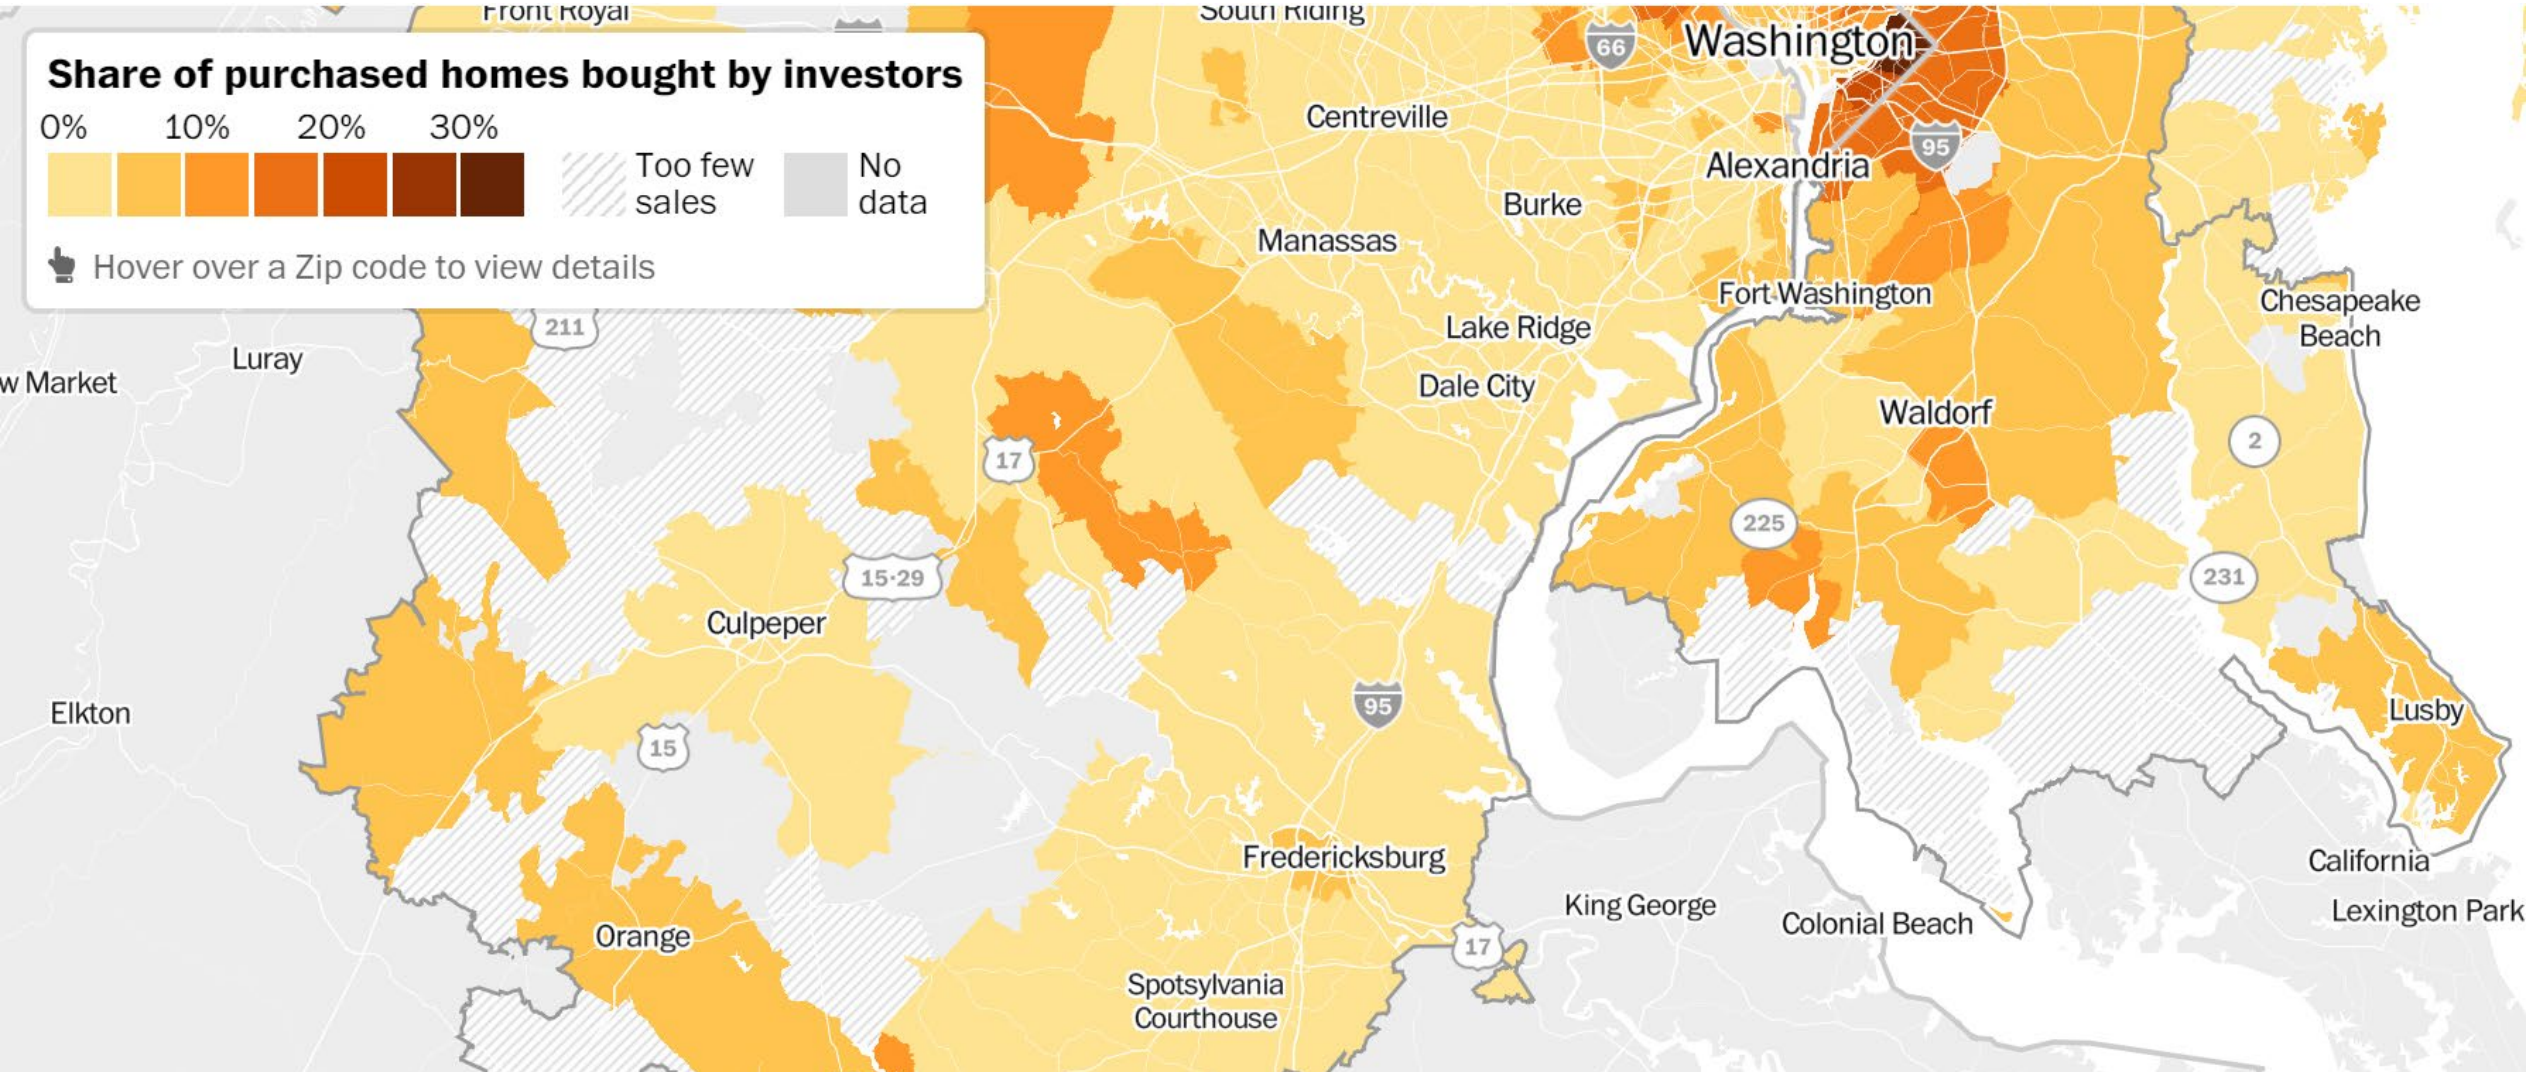 Front Royal
South Riding
Share of purchased homes bought by investors
0% 10% 20% 30%
Too few
sales
No
data
Hover over a Zip code to view details
66
Washington
Centreville
95
Alexandria
Burke
Manassas
Fort Washington
Chesapeake
Beach
211
Lake Ridge
Luray
w Market
Dale City
Waldorf
2
17
225
15·29
231
Culpeper
95
Elkton
Lusby
15
Fredericksburg
California
King George
Lexington Park
Colonial Beach
Orange
17
Spotsylvania
Courthouse